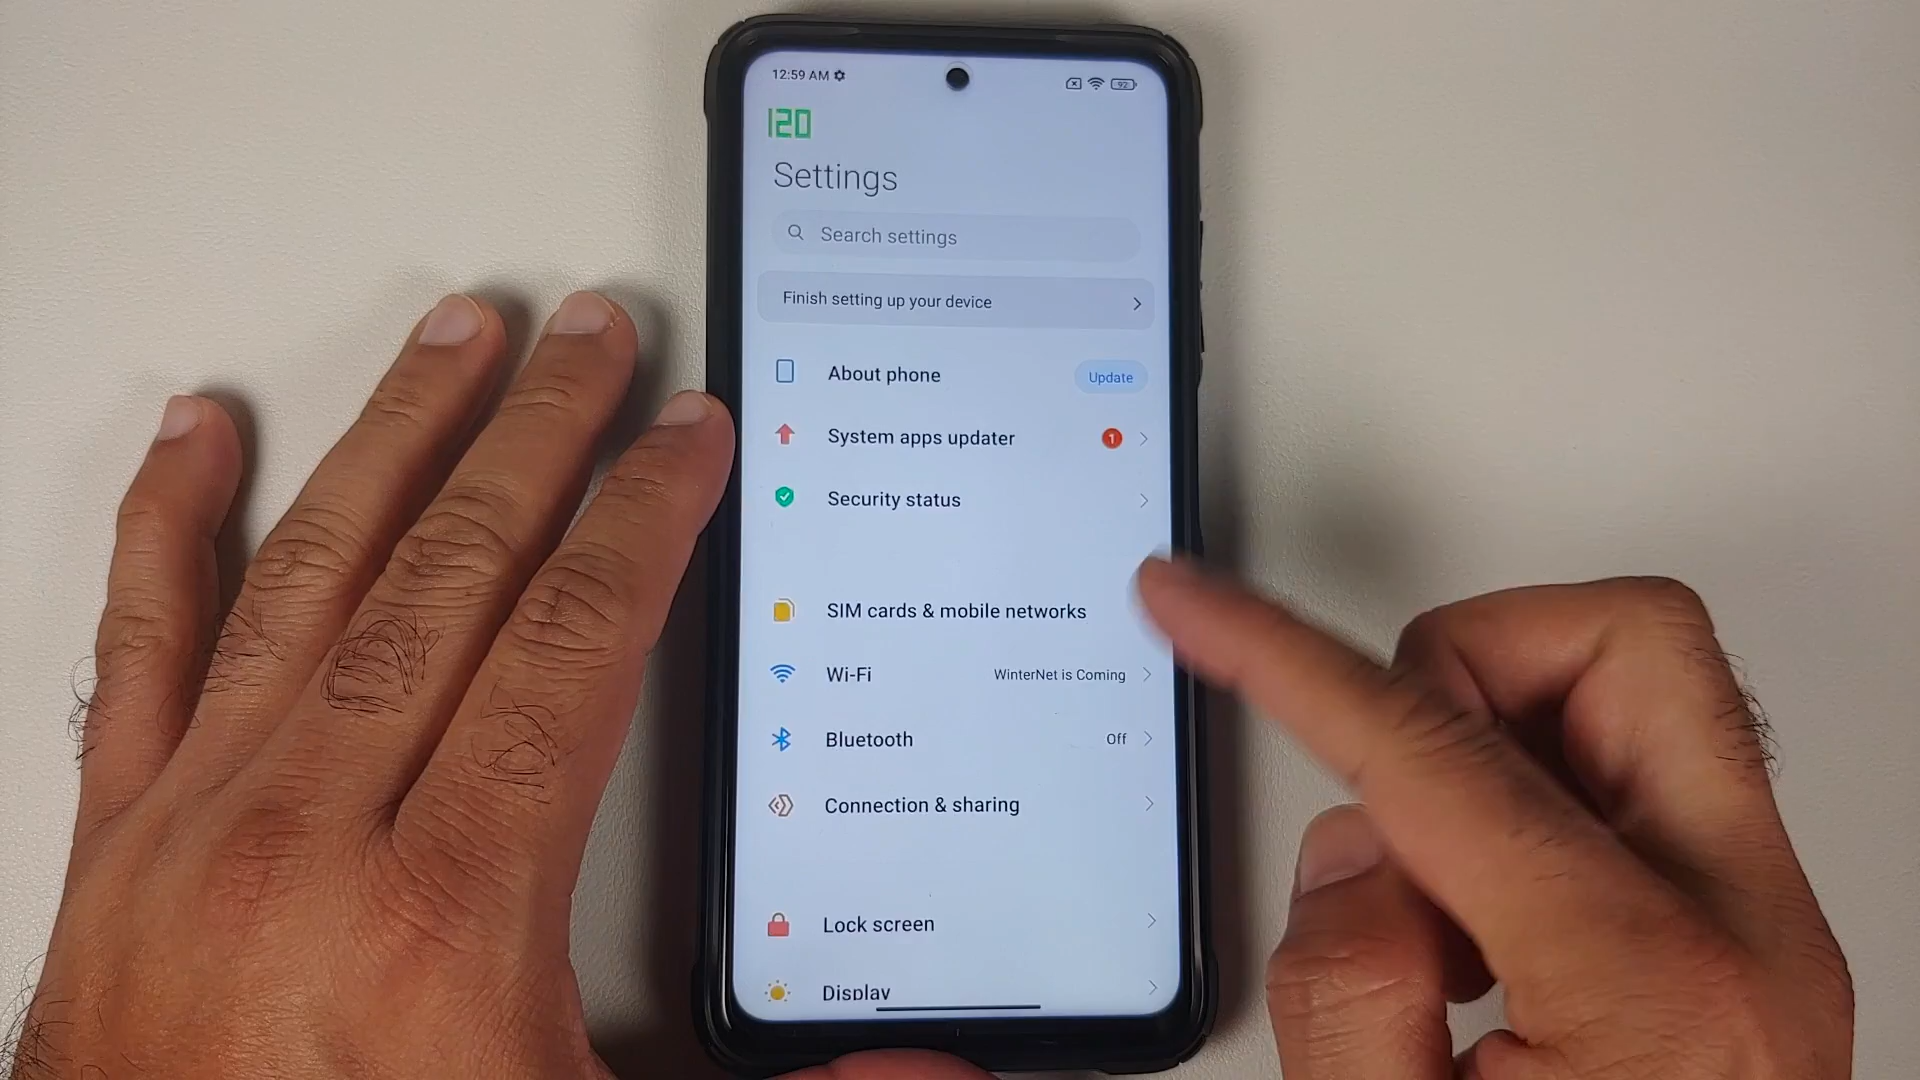 12:59 AM
92
120
Settings
Search settings
Finish setting up your device
About phone
Update
System apps updater
1
Security status
SIM cards & mobile networks
Wi-Fi
WinterNet is Coming
Bluetooth
Off
Connection & sharing
Lock screen
Display